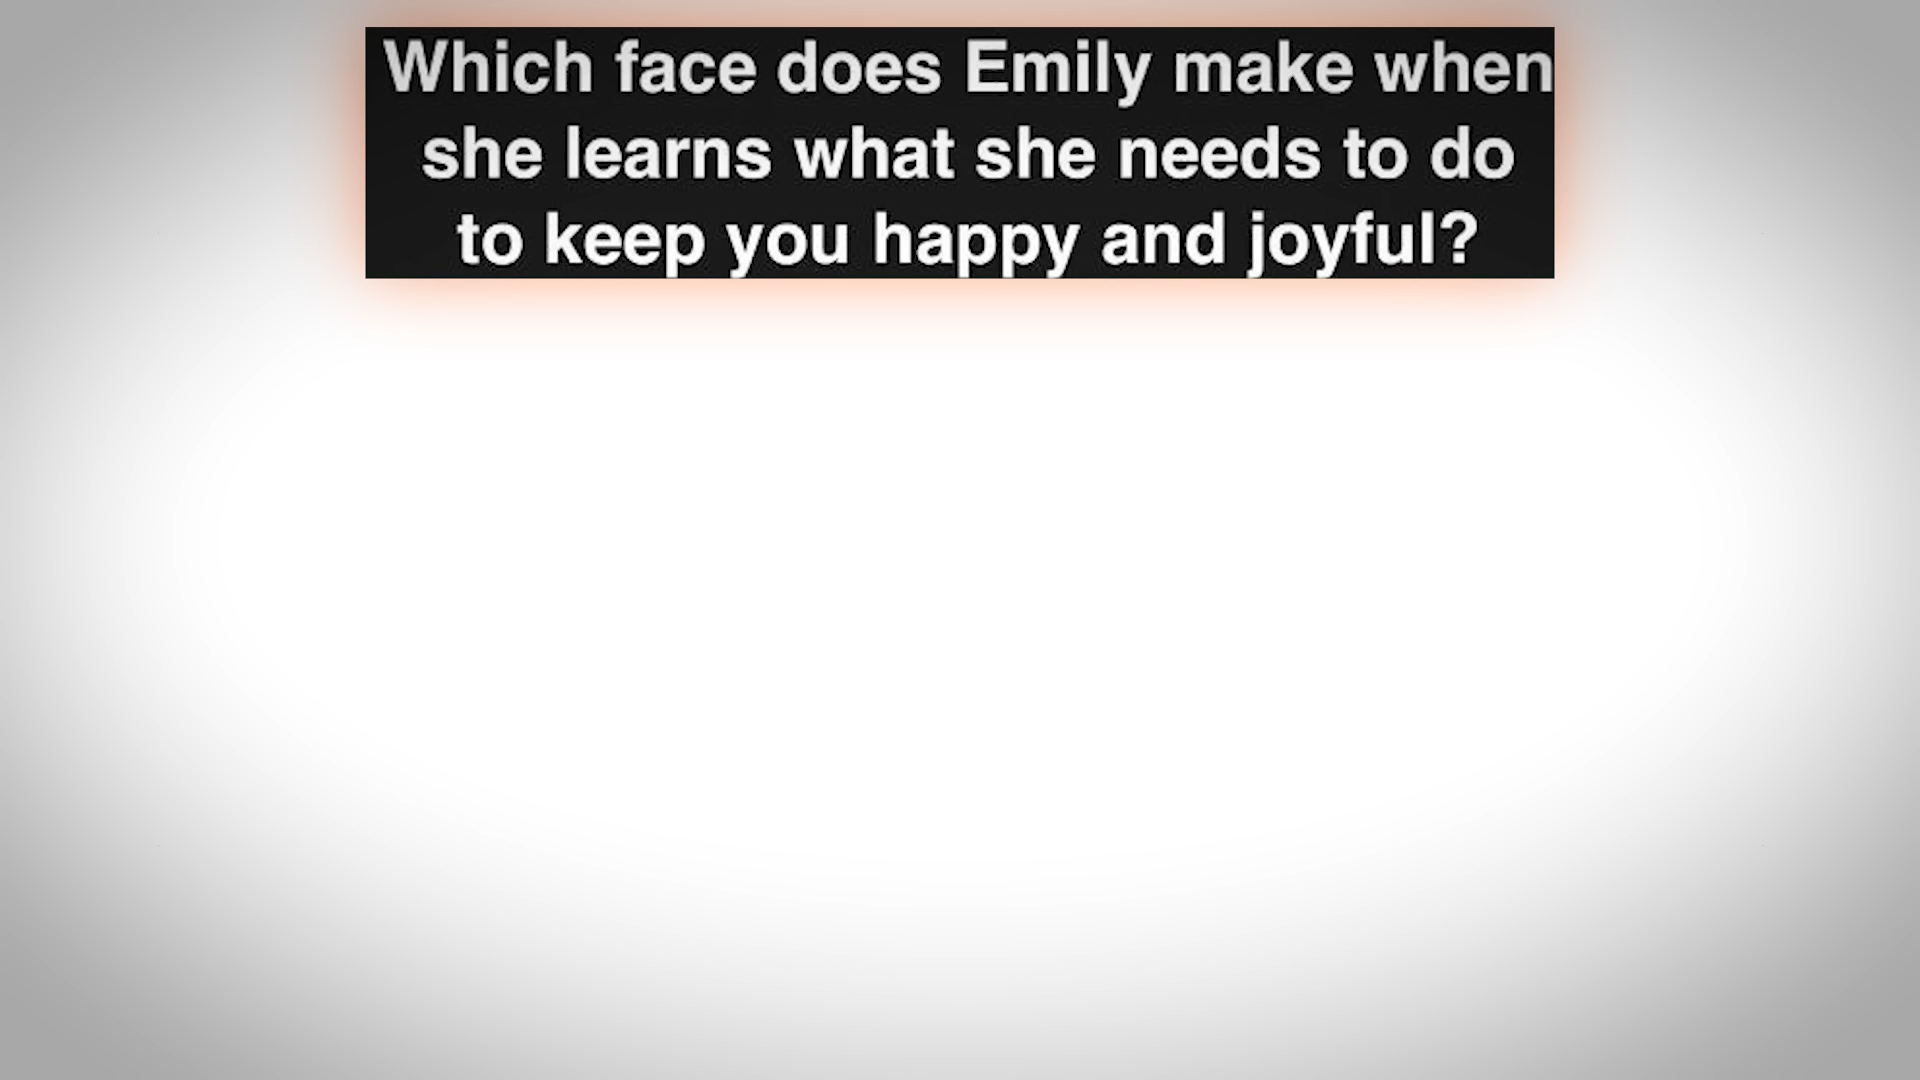 Which face does Emily make when
she learns what she needs to do
to keep you happy and joyful?